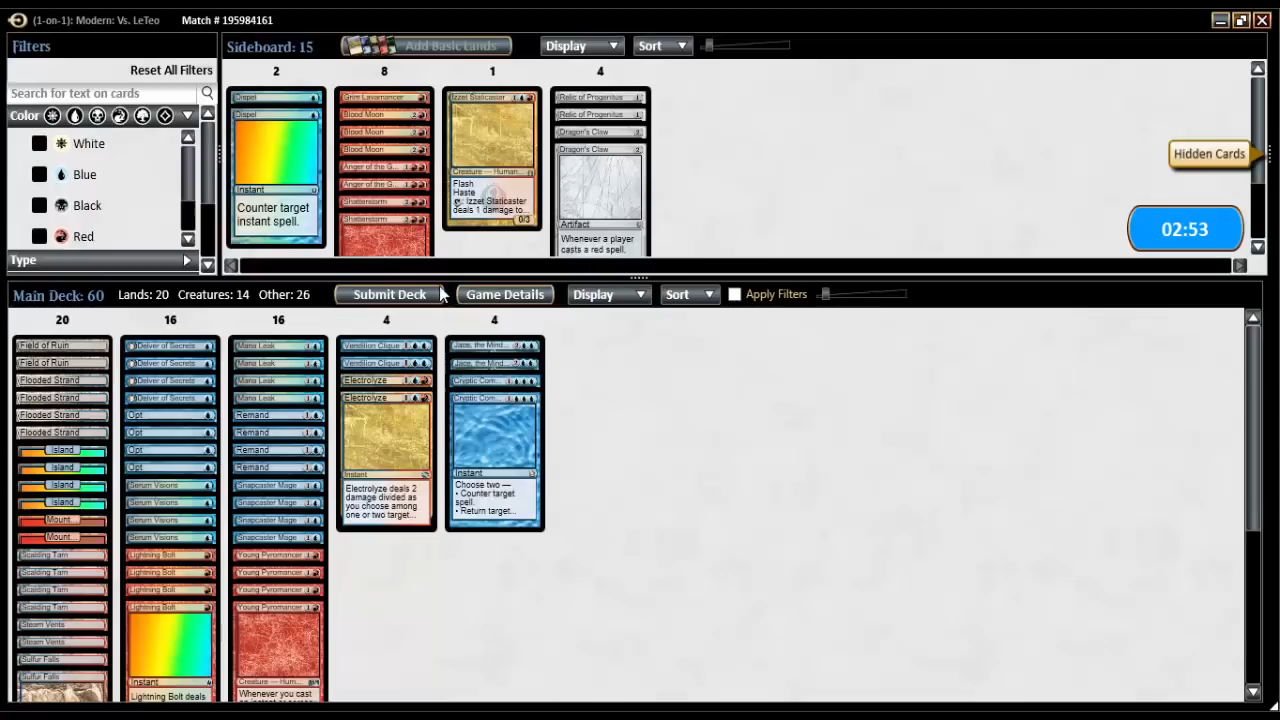 (1-on-1): Modern: Vs. LeTeo Match # 195984161
Filters
Reset All Filters
Search for text on cards
Color
White
Blue
Black
Red
Type
Sideboard: 15
Add Basic Lands
Display
Sort
2
8
1
4
Dispel
Dispel
Instant
Counter target
instant spell.
Grim Lavamancer
Blood Moon
Blood Moon
Blood Moon
Anger of the G...
Anger of the G...
Shatterstorm
Shatterstorm
Izzet Staticaster
Creature — Human...
Flash
Haste
: Izzet Staticaster
deals 1 damage to...
0/3
Relic of Progenitus
Relic of Progenitus
Dragon's Claw
Dragon's Claw
Artifact
Whenever a player
casts a red spell,
Hidden Cards
02:53
Main Deck: 60
Lands: 20 Creatures: 14 Other: 26
Submit Deck
Game Details
Display
Sort
Apply Filters
20
16
16
4
4
Field of Ruin
Field of Ruin
Flooded Strand
Flooded Strand
Flooded Strand
Flooded Strand
Island
Island
Island
Island
Mount...
Mount...
Scalding Tarn
Scalding Tarn
Scalding Tarn
Scalding Tarn
Steam Vents
Steam Vents
Sulfur Falls
Sulfur Falls
Delver of Secrets
Delver of Secrets
Delver of Secrets
Delver of Secrets
Opt
Opt
Opt
Opt
Serum Visions
Serum Visions
Serum Visions
Serum Visions
Lightning Bolt
Lightning Bolt
Lightning Bolt
Lightning Bolt
Instant
Lightning Bolt deals
Mana Leak
Mana Leak
Mana Leak
Mana Leak
Remand
Remand
Remand
Remand
Snapcaster Mage
Snapcaster Mage
Snapcaster Mage
Snapcaster Mage
Young Pyromancer
Young Pyromancer
Young Pyromancer
Young Pyromancer
Creature — Hum...
Whenever you cast
Vendilion Clique
Vendilion Clique
Electrolyze
Electrolyze
Instant
Electrolyze deals 2
damage divided as
you choose among
one or two target...
Jace, the Mind...
Jace, the Mind...
Cryptic Com...
Cryptic Com...
Instant
Choose two —
• Counter target
spell.
• Return target...